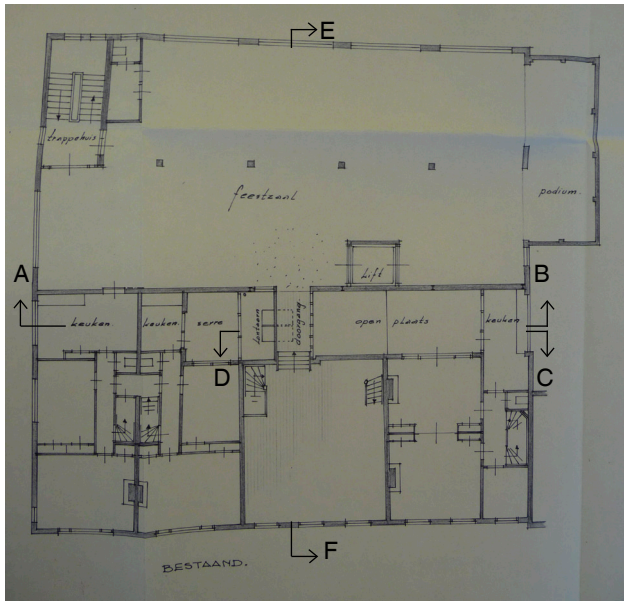 E
trappehuis
feestzaal
podium.
A
B
Lift
keuken
keuken
serre
doorgang
open plaats
keuken
D
C
F
BESTAAND.